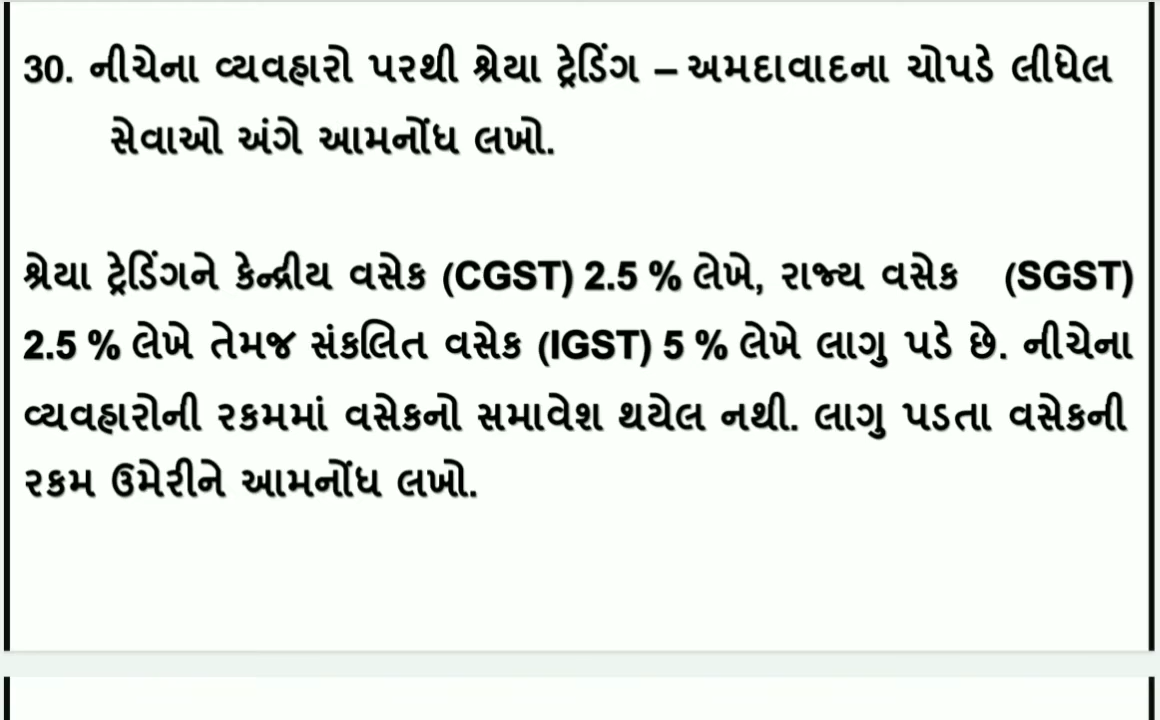 30. નીચેના વ્યવહારો પરથી શ્રેયા ટ્રેડિંગ – અમદાવાદના ચોપડે લીધેલ
સેવાઓ અંગે આમનોંધ લખો.
શ્રેયા ટ્રેડિંગને કેન્દ્રીય વસેક (CGST) 2.5 % લેખે, રાજ્ય વસેક (SGST)
2.5 % લેખે તેમજ સંકલિત વસેક (IGST) 5 % લેખે લાગુ પડે છે. નીચેના
વ્યવહારોની રકમમાં વસેકનો સમાવેશ થયેલ નથી. લાગુ પડતા વસેકની
રકમ ઉમેરીને આમનોંધ લખો.